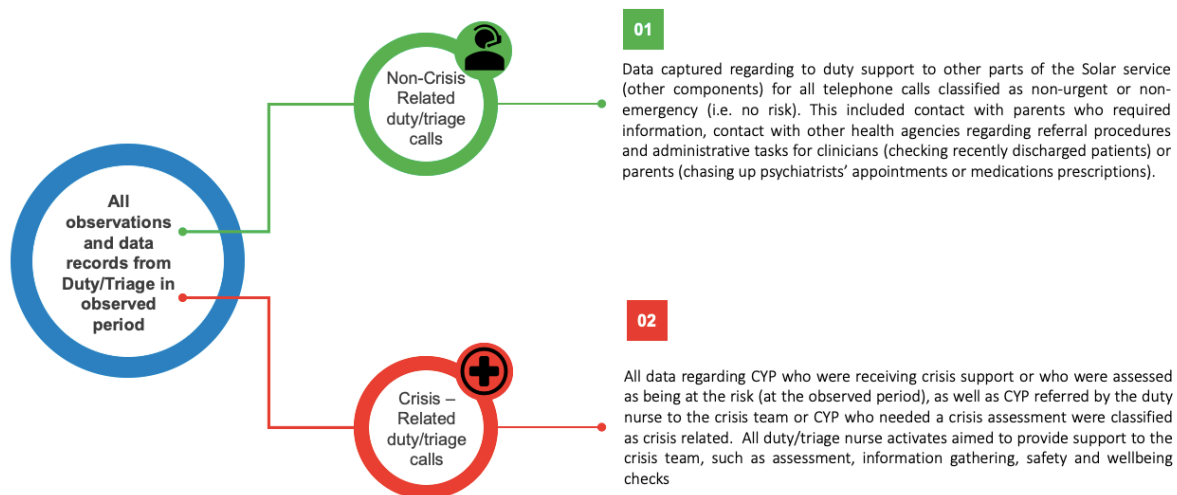 All
observations
and data
records from
Duty/Triage in
observed
period
Non-Crisis
Related
duty/triage
calls
01
Data captured regarding to duty support to other parts of the Solar service
(other components) for all telephone calls classified as non-urgent or non-
emergency (i.e. no risk). This included contact with parents who required
information, contact with other health agencies regarding referral procedures
and administrative tasks for clinicians (checking recently discharged patients) or
parents (chasing up psychiatrists’ appointments or medications prescriptions).
Crisis –
Related
duty/triage
calls
02
All data regarding CYP who were receiving crisis support or who were assessed
as being at the risk (at the observed period), as well as CYP referred by the duty
nurse to the crisis team or CYP who needed a crisis assessment were classified
as crisis related.  All duty/triage nurse activates aimed to provide support to the
crisis team, such as assessment, information gathering, safety and wellbeing
checks